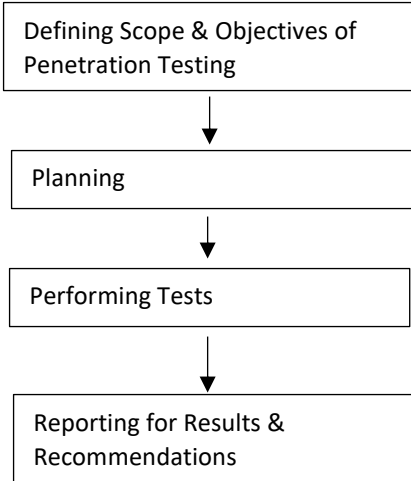 Defining Scope & Objectives of
Penetration Testing
Planning
Performing Tests
Reporting for Results &
Recommendations